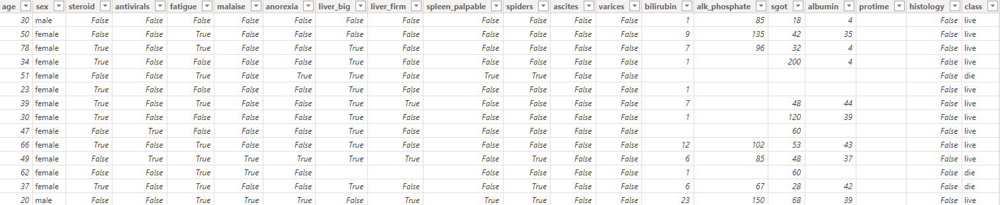 age sex steroid antivirals fatigue malaise anorexia liver_big liver_firm spleen_palpable spiders ascites varices bilirubin alk_phosphate sgot albumin protime histology class
30 male False False False False False False False False False False False 1 85 18 4 False live
50 female False False True False False False False False False False False 9 135 42 35 False live
78 female True False True False False True False False False False False 7 96 32 4 False live
34 female True False False False False True False False False False False 1 200 4 False live
51 female False False True False True True False True True False False False die
23 female True False False False False True False False False False False 1 False live
39 female True False True False False True True False False False False 7 48 44 False live
30 female True False True False False True True False False False False 1 120 39 False live
47 female False True False False False True False False False False False 60 False live
66 female True False True False False True False False False False False 12 102 53 43 False live
49 female False True True True True True True False True False False 6 85 48 37 False live
62 female False False True True False False False False False 1 60 False die
37 female True False True False False True False False False False False 6 67 28 42 False die
20 male False False True True True False True True True False False 23 150 68 39 False live